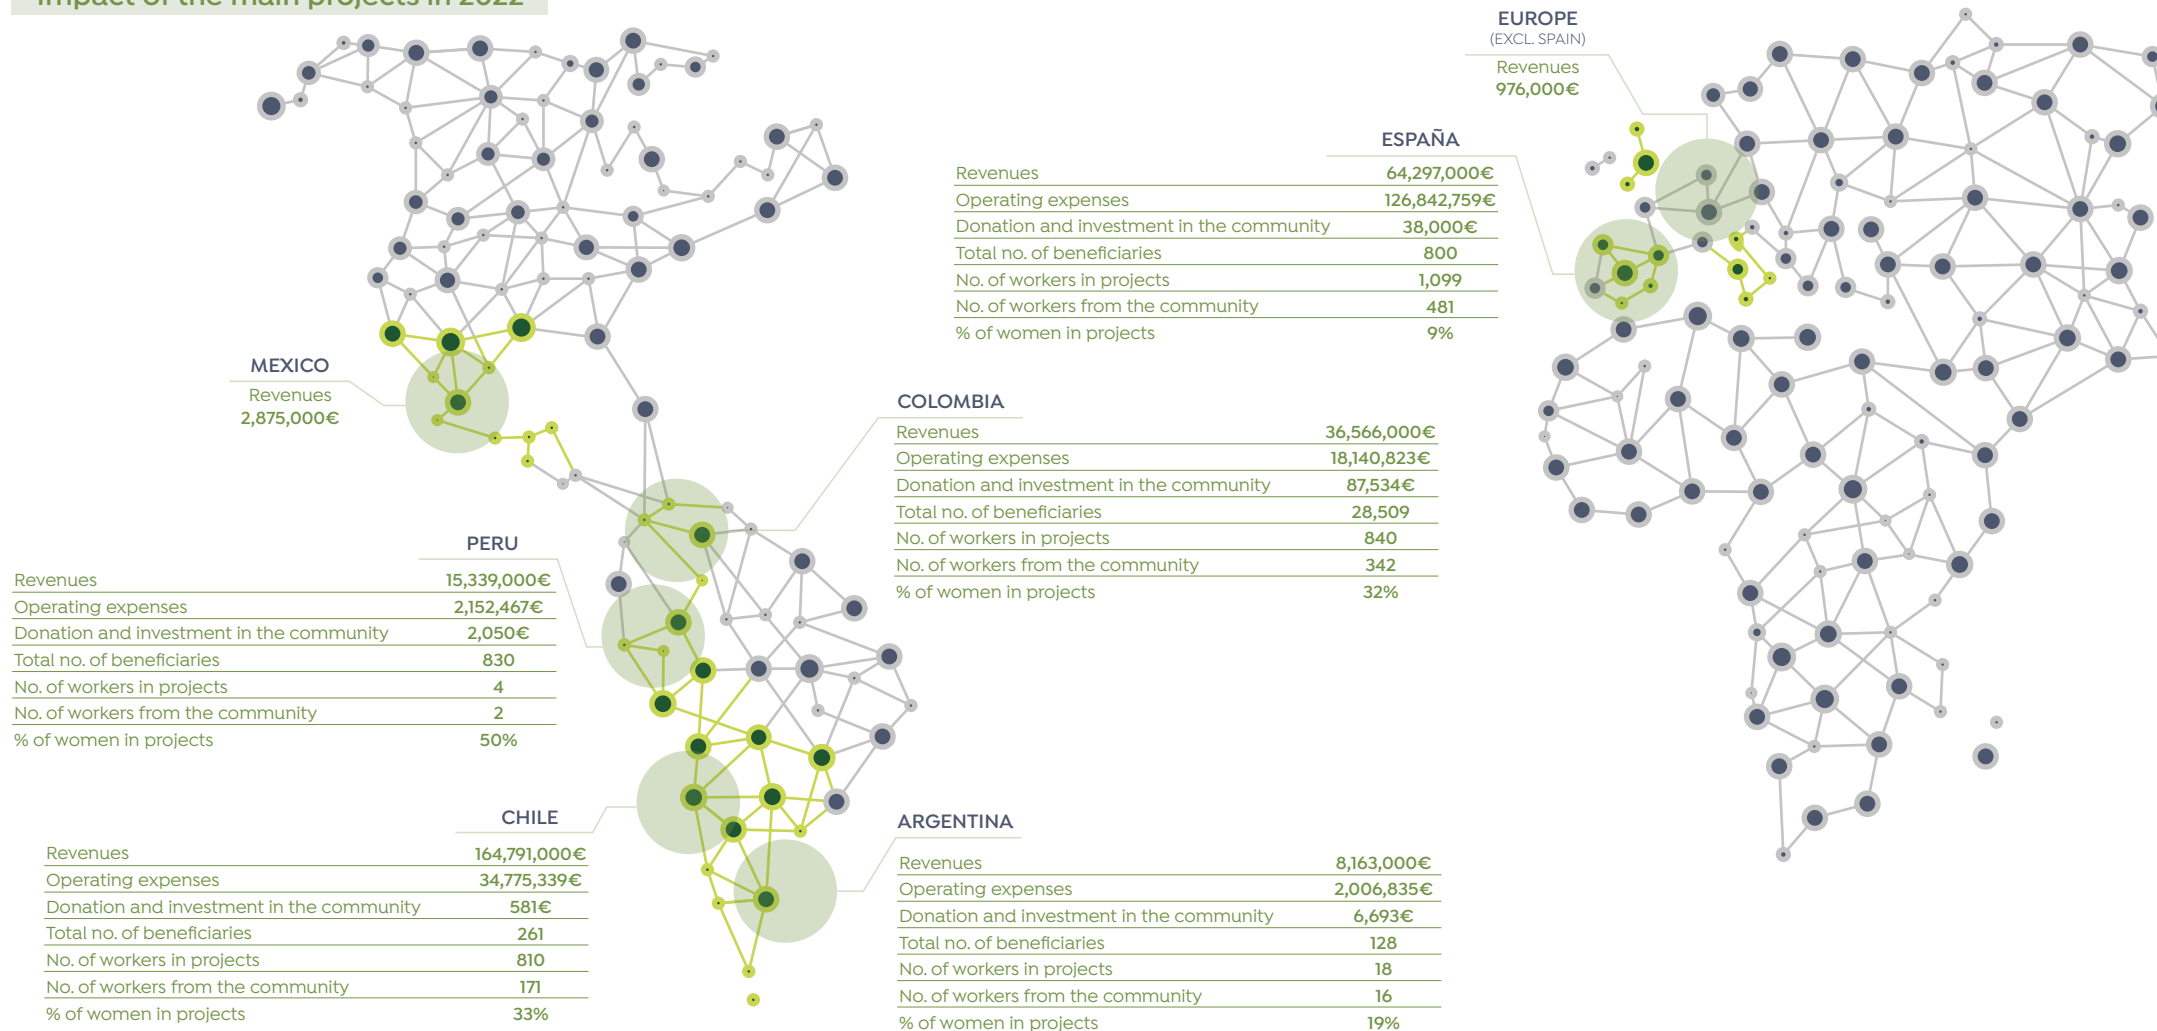 Impact of the main projects in 2022
EUROPE
(EXCL. SPAIN)
Revenues
976,000€
ESPAÑA
Revenues 64,297,000€
Operating expenses 126,842,759€
Donation and investment in the community 38,000€
Total no. of beneficiaries 800
No. of workers in projects 1,099
No. of workers from the community 481
% of women in projects 9%
MEXICO
Revenues
2,875,000€
COLOMBIA
Revenues 36,566,000€
Operating expenses 18,140,823€
Donation and investment in the community 87,534€
Total no. of beneficiaries 28,509
No. of workers in projects 840
No. of workers from the community 342
% of women in projects 32%
PERU
Revenues 15,339,000€
Operating expenses 2,152,467€
Donation and investment in the community 2,050€
Total no. of beneficiaries 830
No. of workers in projects 4
No. of workers from the community 2
% of women in projects 50%
CHILE
Revenues 164,791,000€
Operating expenses 34,775,339€
Donation and investment in the community 581€
Total no. of beneficiaries 261
No. of workers in projects 810
No. of workers from the community 171
% of women in projects 33%
ARGENTINA
Revenues 8,163,000€
Operating expenses 2,006,835€
Donation and investment in the community 6,693€
Total no. of beneficiaries 128
No. of workers in projects 18
No. of workers from the community 16
% of women in projects 19%